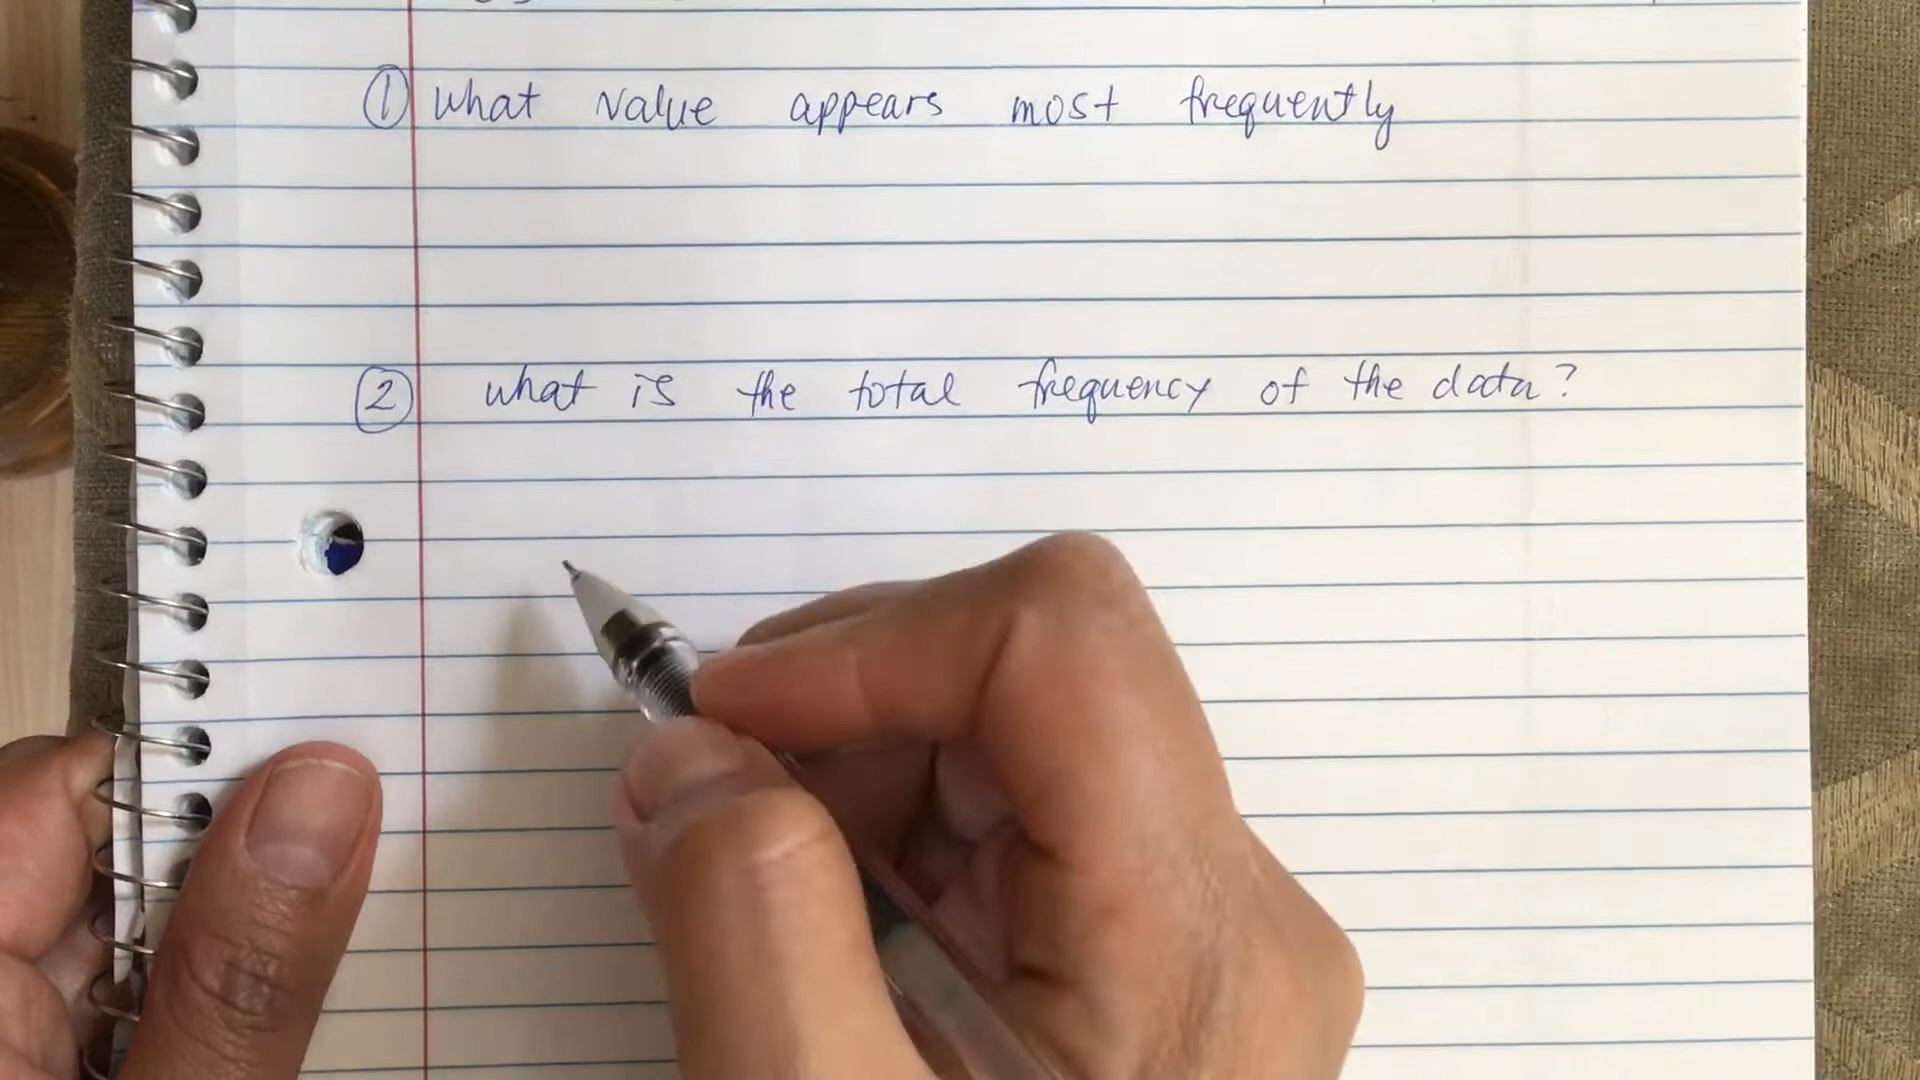 ① What value appears most frequently
② what is the total frequency of the data?